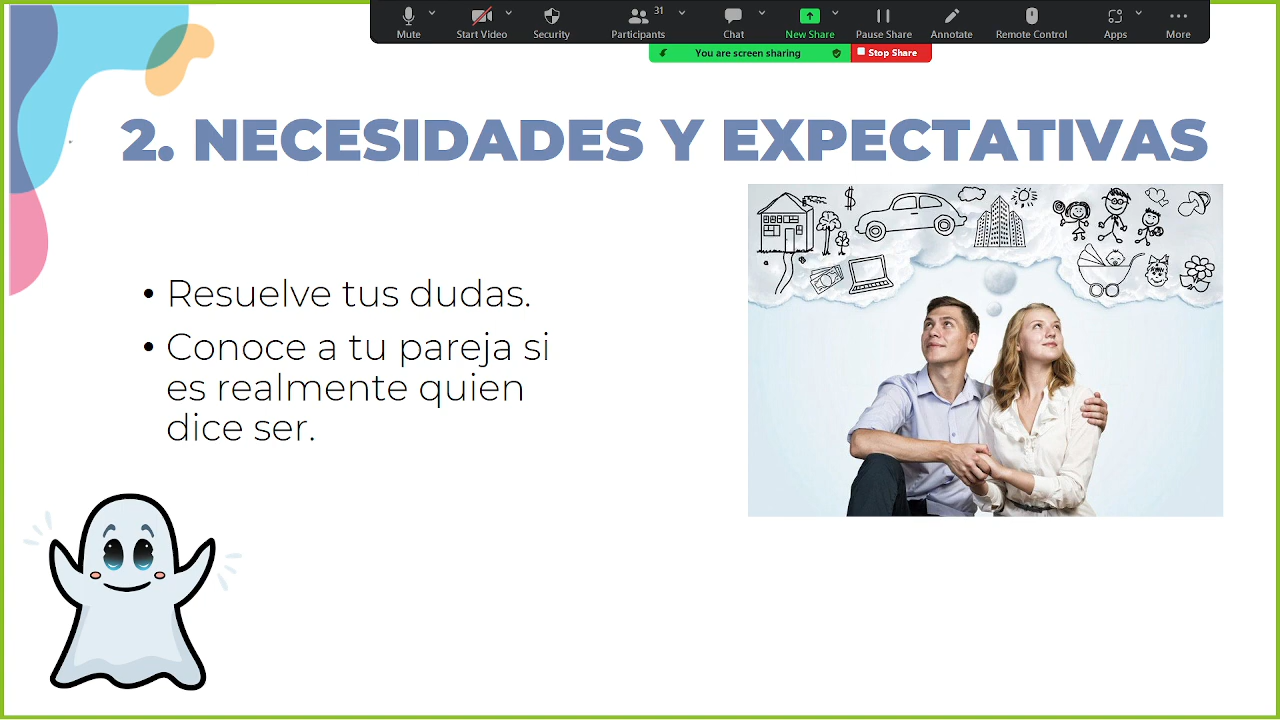 Mute
Start Video
Security
Participants
31
Chat
New Share
Pause Share
Annotate
Remote Control
Apps
More
You are screen sharing
Stop Share
2. NECESIDADES Y EXPECTATIVAS
$
• Resuelve tus dudas.
• Conoce a tu pareja si
es realmente quien
dice ser.